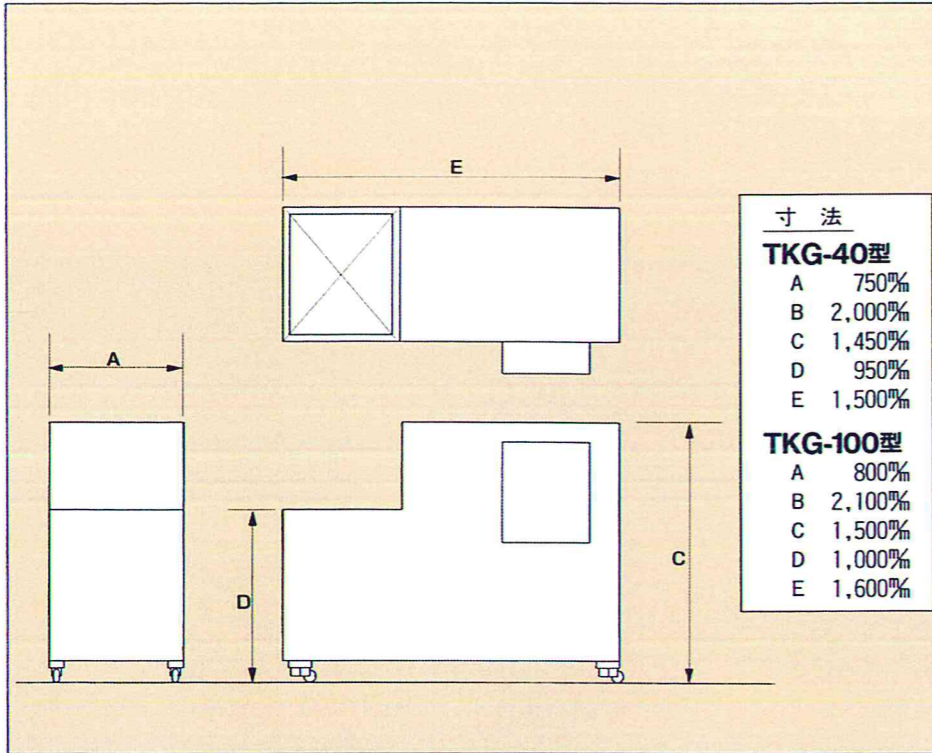 E
A
D
C
寸 法
TKG-40型
A 750㎜
B 2,000㎜
C 1,450㎜
D 950㎜
E 1,500㎜
TKG-100型
A 800㎜
B 2,100㎜
C 1,500㎜
D 1,000㎜
E 1,600㎜